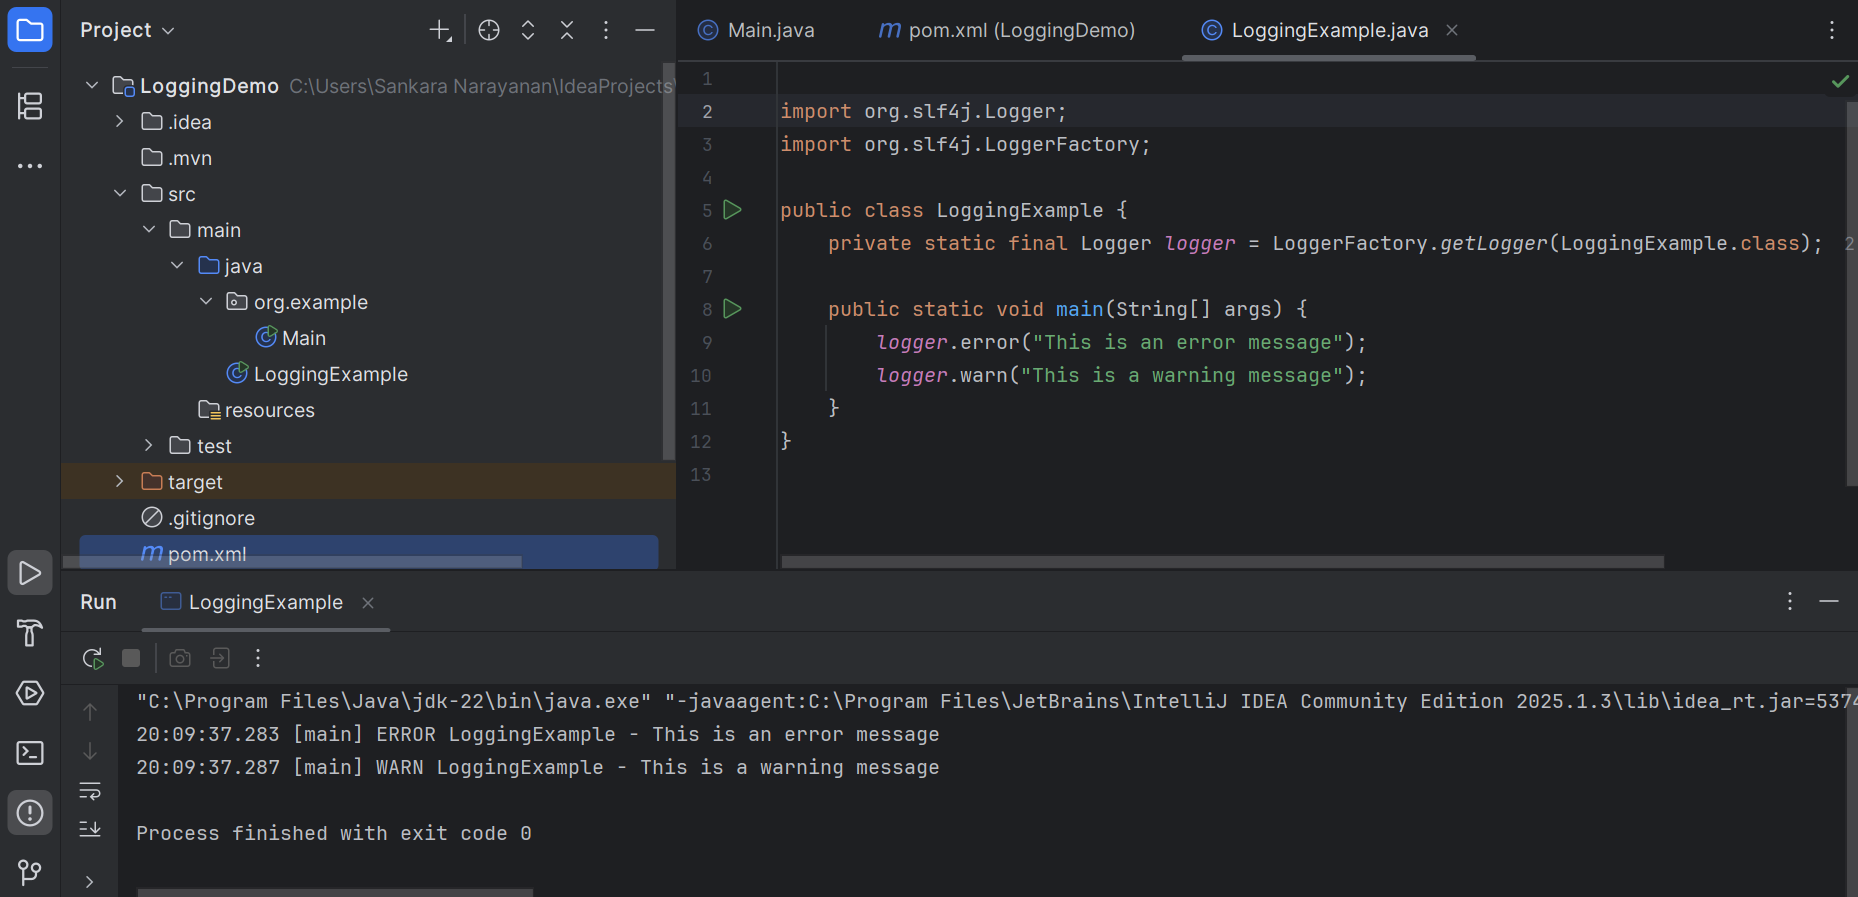 Project
Main.java
pom.xml (LoggingDemo)
LoggingExample.java
LoggingDemo C:\Users\Sankara Narayanan\IdeaProjects\
.idea
.mvn
src
main
java
org.example
Main
LoggingExample
resources
test
target
.gitignore
pom.xml
1
2 import org.slf4j.Logger;
3 import org.slf4j.LoggerFactory;
4
5 public class LoggingExample {
6 private static final Logger logger = LoggerFactory.getLogger(LoggingExample.class); 2
7
8 public static void main(String[] args) {
9 logger.error("This is an error message");
10 logger.warn("This is a warning message");
11 }
12 }
13
Run LoggingExample
"C:\Program Files\Java\jdk-22\bin\java.exe" "-javaagent:C:\Program Files\JetBrains\IntelliJ IDEA Community Edition 2025.1.3\lib\idea_rt.jar=5374
20:09:37.283 [main] ERROR LoggingExample - This is an error message
20:09:37.287 [main] WARN LoggingExample - This is a warning message
Process finished with exit code 0